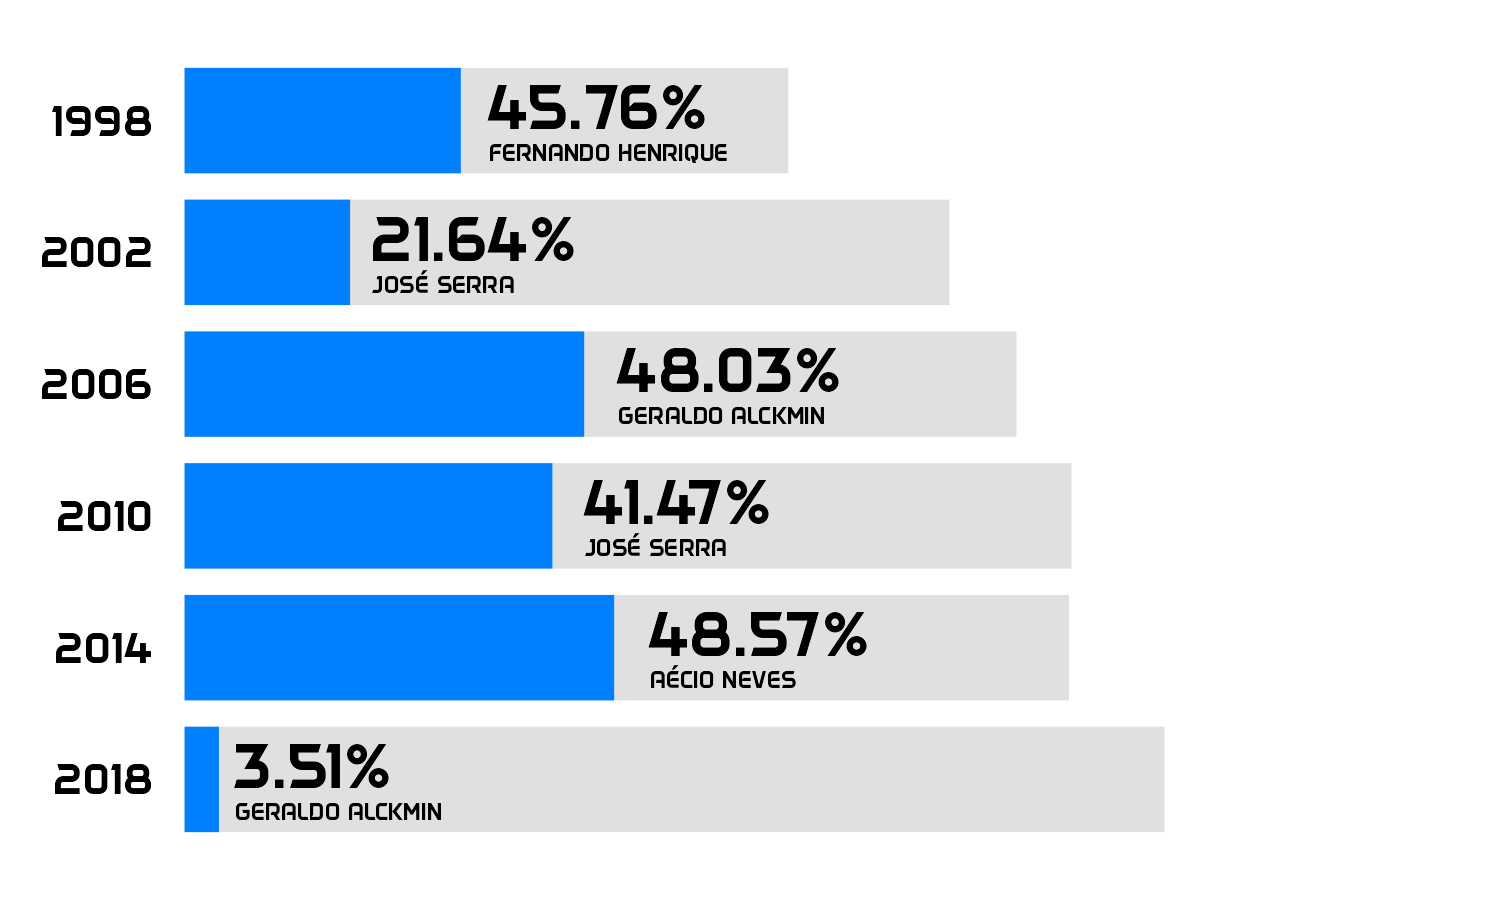 1998
45.76%
FERNANDO HENRIQUE
2002
21.64%
JOSÉ SERRA
2006
48.03%
GERALDO ALCKMIN
2010
41.47%
JOSÉ SERRA
2014
48.57%
AÉCIO NEVES
2018
3.51%
GERALDO ALCKMIN